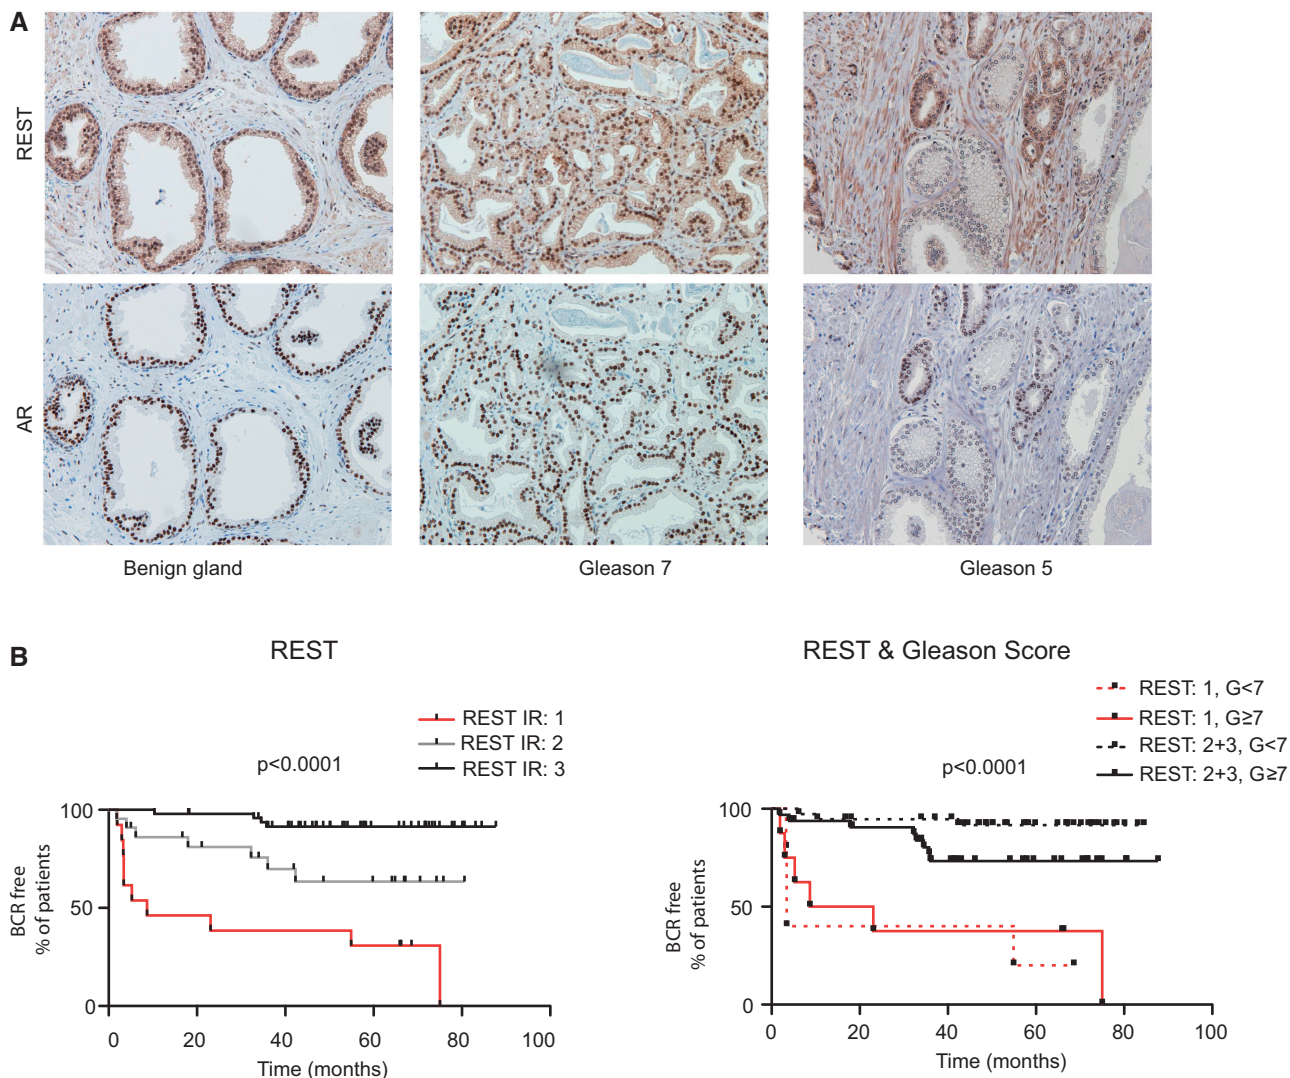 A
REST
AR
Benign gland
Gleason 7
Gleason 5
B
REST
REST IR: 1
REST IR: 2
REST IR: 3
p<0.0001
BCR free
% of patients
100
50
0
0 20 40 60 80 100
Time (months)
REST & Gleason Score
REST: 1, G<7
REST: 1, G≥7
REST: 2+3, G<7
REST: 2+3, G≥7
p<0.0001
BCR free
% of patients
100
50
0
0 20 40 60 80 100
Time (months)